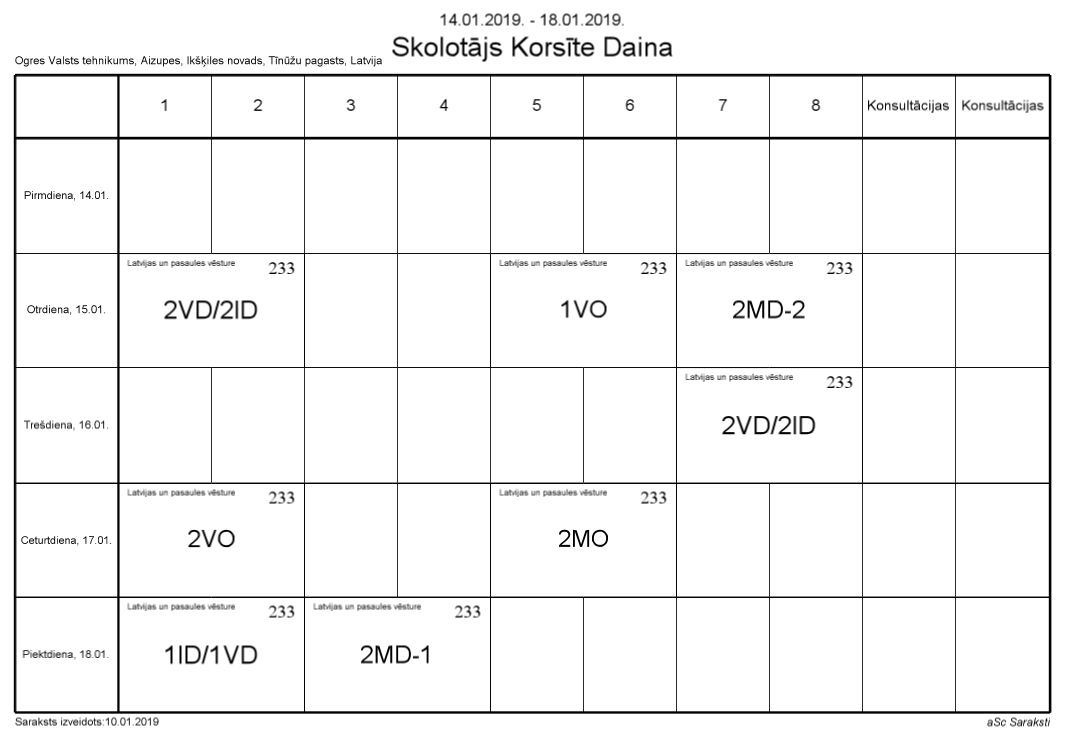 14.01.2019. - 18.01.2019.
Skolotājs Korsīte Daina
Ogres Valsts tehnikums, Aizupes, Ikšķiles novads, Tīnūžu pagasts, Latvija
1 2 3 4 5 6 7 8 Konsultācijas Konsultācijas
Pirmdiena, 14.01.
Latvijas un pasaules vēsture 233 Latvijas un pasaules vēsture 233 Latvijas un pasaules vēsture 233
Otrdiena, 15.01. 2VD/2ID 1VO 2MD-2
Latvijas un pasaules vēsture 233
Trešdiena, 16.01. 2VD/2ID
Latvijas un pasaules vēsture 233 Latvijas un pasaules vēsture 233
Ceturtdiena, 17.01. 2VO 2MO
Latvijas un pasaules vēsture 233 Latvijas un pasaules vēsture 233
Piektdiena, 18.01. 1ID/1VD 2MD-1
Saraksts izveidots:10.01.2019 aSc Saraksti